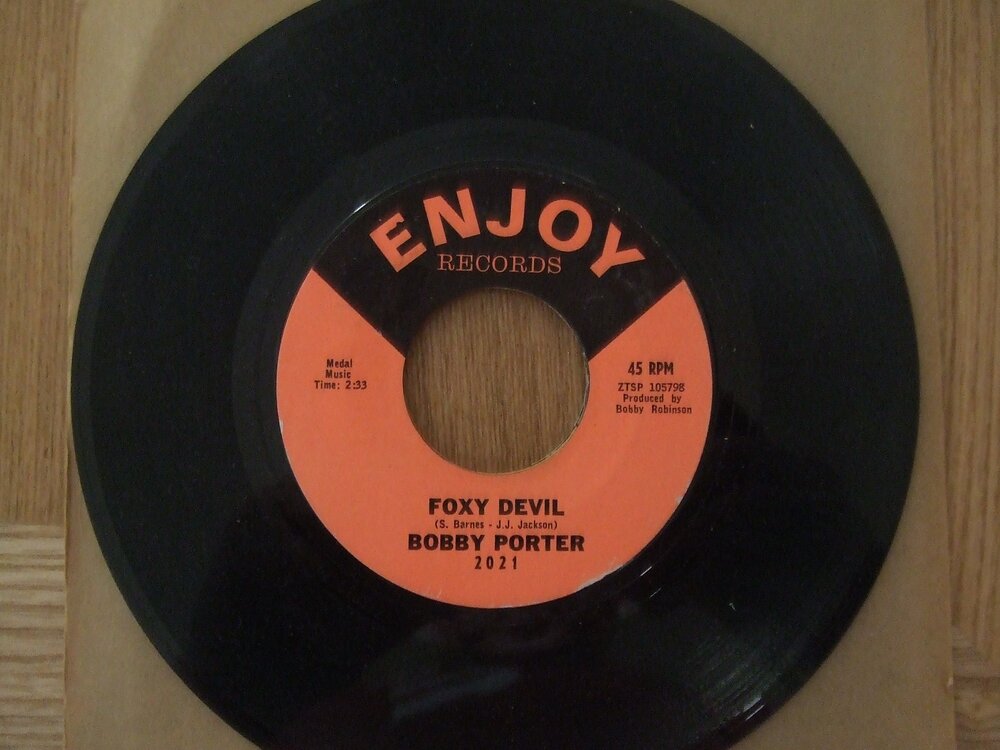 ENJOY
RECORDS
Medal
Music
Time: 2:33
45 RPM
ZTSP 105798
Produced by
Bobby Robinson
FOXY DEVIL
(S. Barnes - J.J. Jackson)
BOBBY PORTER
2021